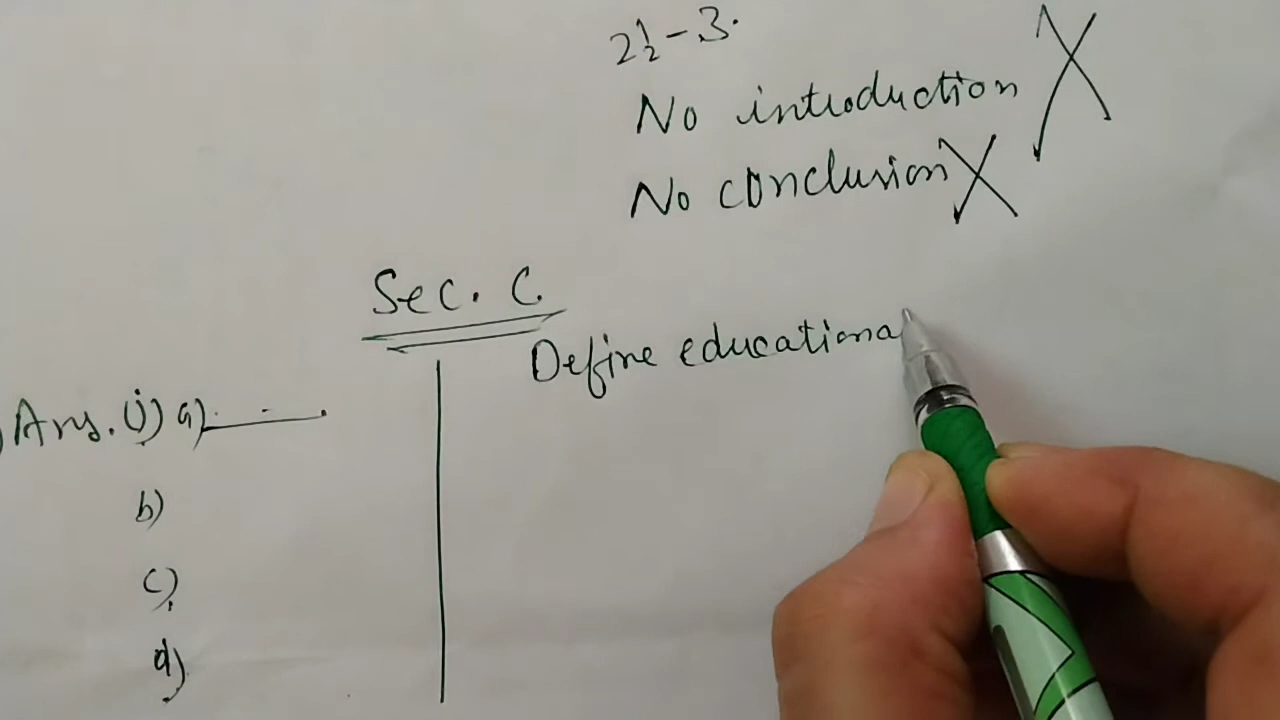 2½-3.
No introduction X
No conclusion X
Sec. C.
Define educationa
Ans. (i) a)
b)
c)
d)